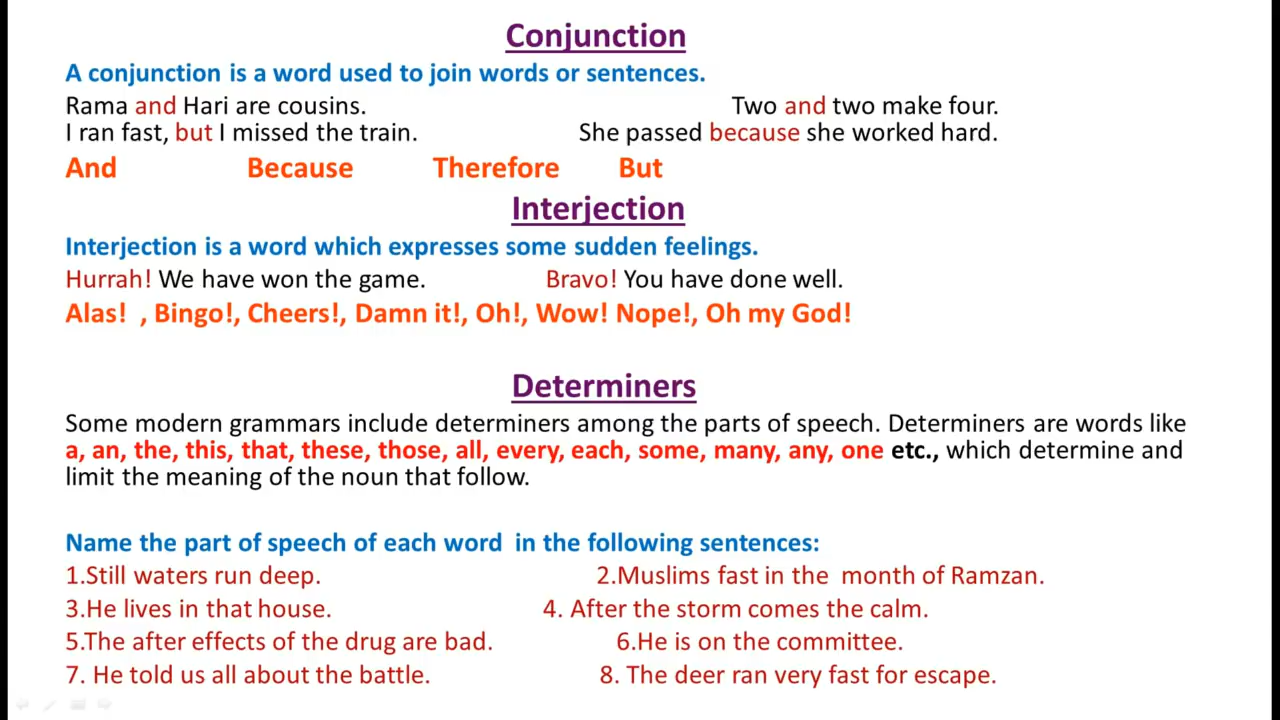 Conjunction
A conjunction is a word used to join words or sentences.
Rama and Hari are cousins. Two and two make four.
I ran fast, but I missed the train. She passed because she worked hard.
And Because Therefore But
Interjection
Interjection is a word which expresses some sudden feelings.
Hurrah! We have won the game. Bravo! You have done well.
Alas! , Bingo!, Cheers!, Damn it!, Oh!, Wow! Nope!, Oh my God!
Determiners
Some modern grammars include determiners among the parts of speech. Determiners are words like
a, an, the, this, that, these, those, all, every, each, some, many, any, one etc., which determine and
limit the meaning of the noun that follow.
Name the part of speech of each word in the following sentences:
1.Still waters run deep. 2.Muslims fast in the month of Ramzan.
3.He lives in that house. 4. After the storm comes the calm.
5.The after effects of the drug are bad. 6.He is on the committee.
7. He told us all about the battle. 8. The deer ran very fast for escape.